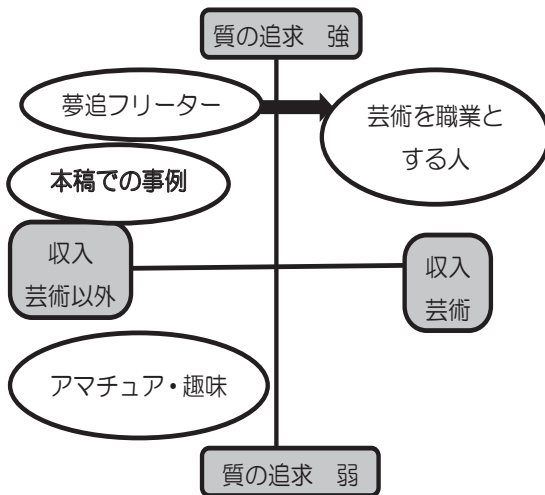 質の追求　強
夢追フリーター
芸術を職業と
する人
本稿での事例
収入
芸術以外
収入
芸術
アマチュア・趣味
質の追求　弱